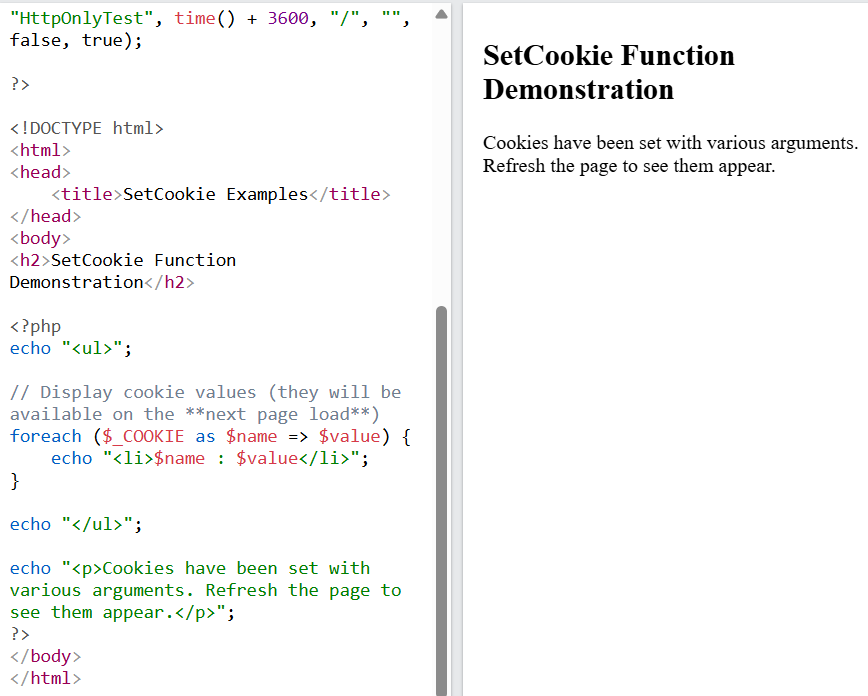 "HttpOnlyTest", time() + 3600, "/", "",
false, true);
?>
<!DOCTYPE html>
<html>
<head>
    <title>SetCookie Examples</title>
</head>
<body>
<h2>SetCookie Function
Demonstration</h2>
<?php
echo "<ul>";
// Display cookie values (they will be
available on the **next page load**)
foreach ($_COOKIE as $name => $value) {
    echo "<li>$name : $value</li>";
}
echo "</ul>";
echo "<p>Cookies have been set with
various arguments. Refresh the page to
see them appear.</p>";
?>
</body>
</html>
SetCookie Function
Demonstration
Cookies have been set with various arguments.
Refresh the page to see them appear.